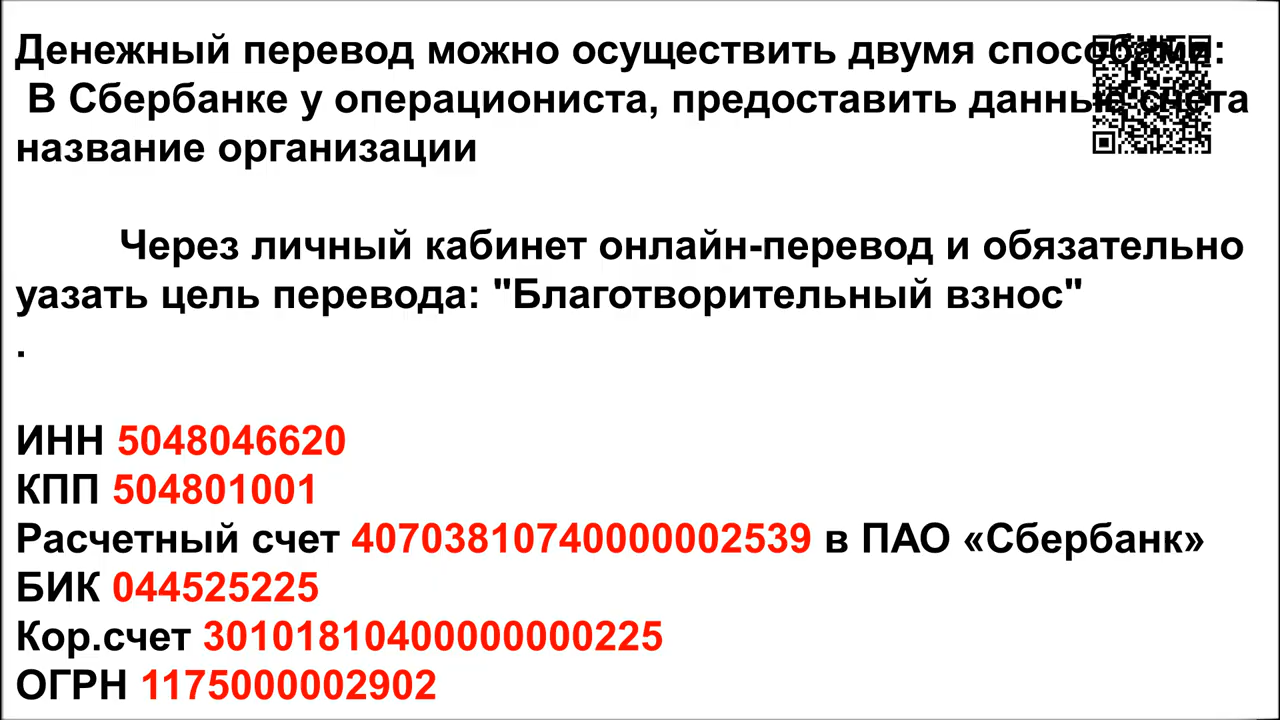 Денежный перевод можно осуществить двумя способами:
В Сбербанке у операциониста, предоставить данные счета
название организации
Через личный кабинет онлайн-перевод и обязательно
уазать цель перевода: "Благотворительный взнос"
.
ИНН 5048046620
КПП 504801001
Расчетный счет 40703810740000002539 в ПАО «Сбербанк»
БИК 044525225
Кор.счет 30101810400000000225
ОГРН 1175000002902